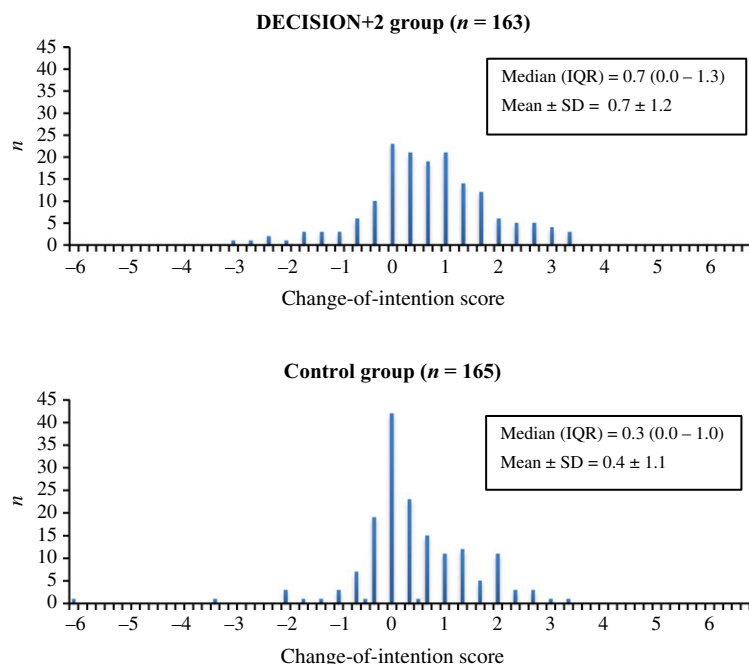 DECISION+2 group (n = 163)
45
40
35
30
25
20
15
10
5
0
n
Median (IQR) = 0.7 (0.0 – 1.3)
Mean ± SD = 0.7 ± 1.2
–6 –5 –4 –3 –2 –1 0 1 2 3 4 5 6
Change-of-intention score
Control group (n = 165)
45
40
35
30
25
20
15
10
5
0
n
Median (IQR) = 0.3 (0.0 – 1.0)
Mean ± SD = 0.4 ± 1.1
–6 –5 –4 –3 –2 –1 0 1 2 3 4 5 6
Change-of-intention score